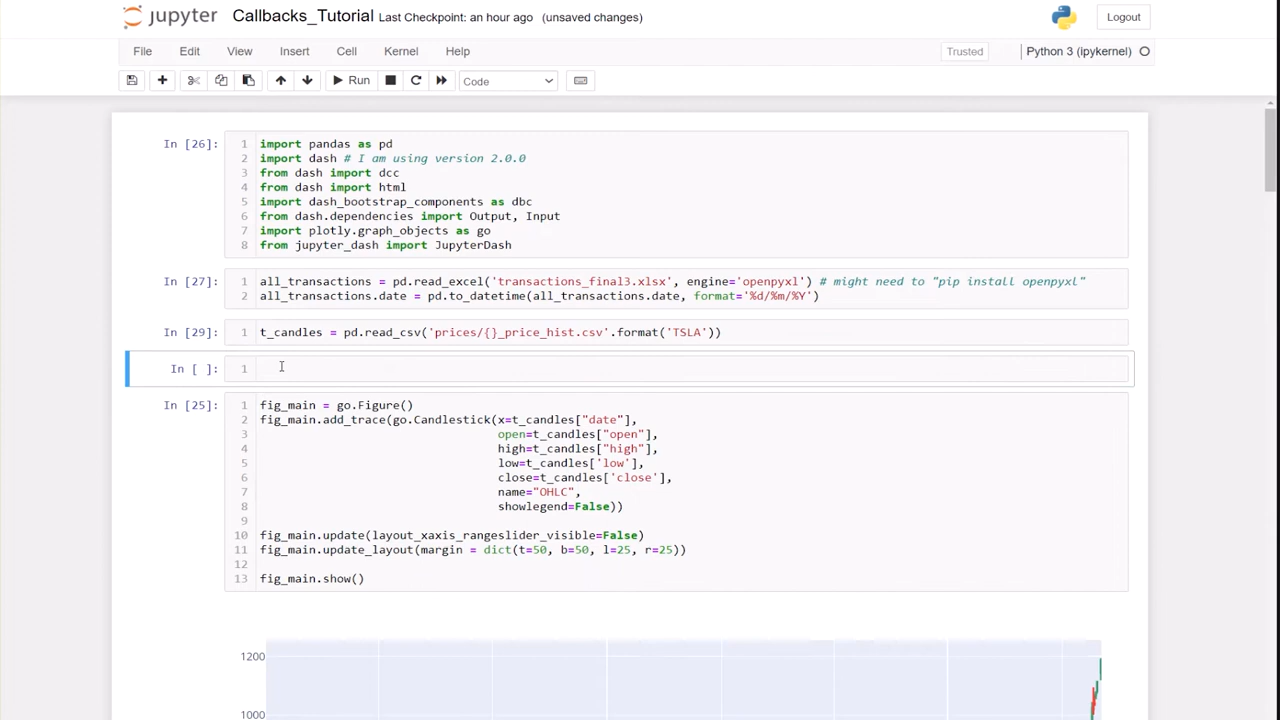 jupyter Callbacks_Tutorial Last Checkpoint: an hour ago (unsaved changes) Logout
File Edit View Insert Cell Kernel Help Trusted Python 3 (ipykernel)
Run Code
In [26]:
1 import pandas as pd
2 import dash # I am using version 2.0.0
3 from dash import dcc
4 from dash import html
5 import dash_bootstrap_components as dbc
6 from dash.dependencies import Output, Input
7 import plotly.graph_objects as go
8 from jupyter_dash import JupyterDash
In [27]:
1 all_transactions = pd.read_excel('transactions_final3.xlsx', engine='openpyxl') # might need to "pip install openpyxl"
2 all_transactions.date = pd.to_datetime(all_transactions.date, format='%d/%m/%Y')
In [29]:
1 t_candles = pd.read_csv('prices/{}_price_hist.csv'.format('TSLA'))
In [ ]:
1
In [25]:
1 fig_main = go.Figure()
2 fig_main.add_trace(go.Candlestick(x=t_candles["date"],
3 open=t_candles["open"],
4 high=t_candles["high"],
5 low=t_candles['low'],
6 close=t_candles['close'],
7 name="OHLC",
8 showlegend=False))
9
10 fig_main.update(layout_xaxis_rangeslider_visible=False)
11 fig_main.update_layout(margin = dict(t=50, b=50, l=25, r=25))
12
13 fig_main.show()
1200
1000